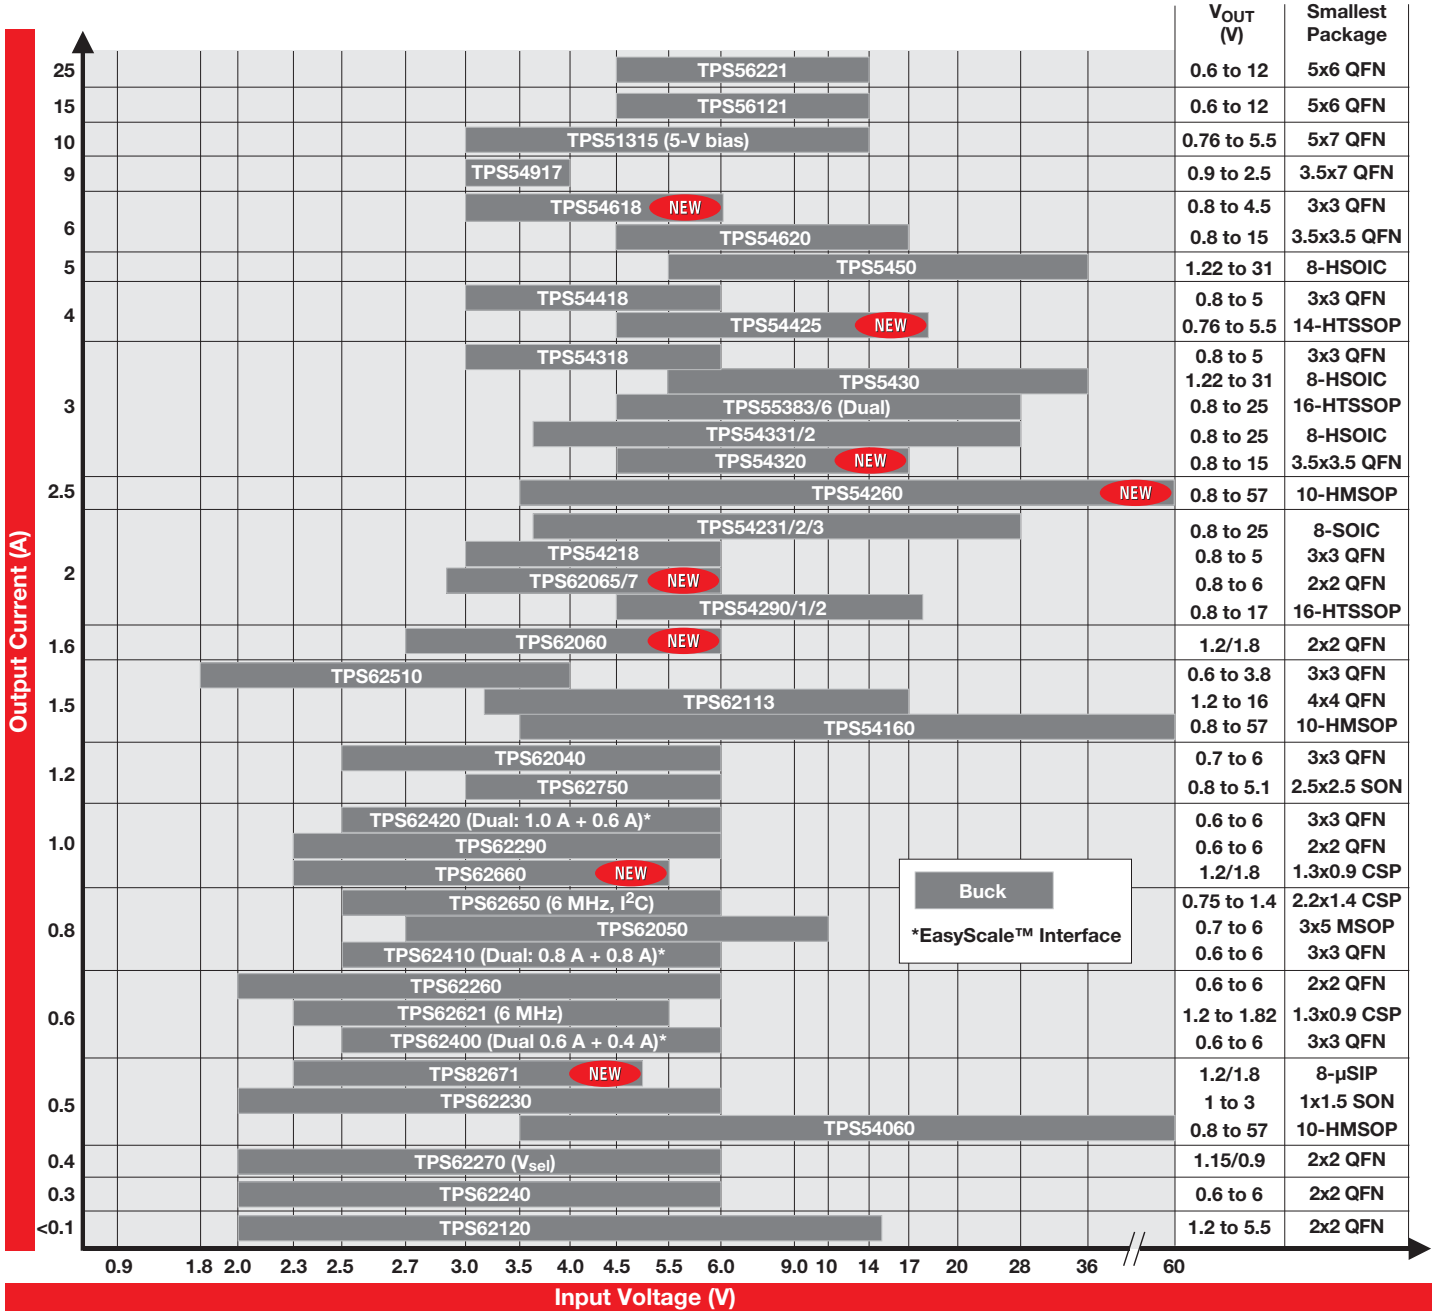 V_OUT (V)
Smallest Package
25
TPS56221
0.6 to 12
5x6 QFN
15
TPS56121
0.6 to 12
5x6 QFN
10
TPS51315 (5-V bias)
0.76 to 5.5
5x7 QFN
9
TPS54917
0.9 to 2.5
3.5x7 QFN
6
TPS54618 NEW
0.8 to 4.5
3x3 QFN
TPS54620
0.8 to 15
3.5x3.5 QFN
5
TPS5450
1.22 to 31
8-HSOIC
4
TPS54418
0.8 to 5
3x3 QFN
TPS54425 NEW
0.76 to 5.5
14-HTSSOP
3
TPS54318
0.8 to 5
3x3 QFN
TPS5430
1.22 to 31
8-HSOIC
TPS55383/6 (Dual)
0.8 to 25
16-HTSSOP
TPS54331/2
0.8 to 25
8-HSOIC
TPS54320 NEW
0.8 to 15
3.5x3.5 QFN
2.5
TPS54260 NEW
0.8 to 57
10-HMSOP
2
TPS54231/2/3
0.8 to 25
8-SOIC
TPS54218
0.8 to 5
3x3 QFN
TPS62065/7 NEW
0.8 to 6
2x2 QFN
TPS54290/1/2
0.8 to 17
16-HTSSOP
1.6
TPS62060 NEW
1.2/1.8
2x2 QFN
1.5
TPS62510
0.6 to 3.8
3x3 QFN
TPS62113
1.2 to 16
4x4 QFN
TPS54160
0.8 to 57
10-HMSOP
1.2
TPS62040
0.7 to 6
3x3 QFN
TPS62750
0.8 to 5.1
2.5x2.5 SON
1.0
TPS62420 (Dual: 1.0 A + 0.6 A)*
0.6 to 6
3x3 QFN
TPS62290
0.6 to 6
2x2 QFN
TPS62660 NEW
1.2/1.8
1.3x0.9 CSP
0.8
TPS62650 (6 MHz, I²C)
0.75 to 1.4
2.2x1.4 CSP
TPS62050
0.7 to 6
3x5 MSOP
TPS62410 (Dual: 0.8 A + 0.8 A)*
0.6 to 6
3x3 QFN
0.6
TPS62260
0.6 to 6
2x2 QFN
TPS62621 (6 MHz)
1.2 to 1.82
1.3x0.9 CSP
TPS62400 (Dual 0.6 A + 0.4 A)*
0.6 to 6
3x3 QFN
0.5
TPS82671 NEW
1.2/1.8
8-µSIP
TPS62230
1 to 3
1x1.5 SON
TPS54060
0.8 to 57
10-HMSOP
0.4
TPS62270 (V_sel)
1.15/0.9
2x2 QFN
0.3
TPS62240
0.6 to 6
2x2 QFN
<0.1
TPS62120
1.2 to 5.5
2x2 QFN
Buck
*EasyScale™ Interface
Output Current (A)
0.9 1.8 2.0 2.3 2.5 2.7 3.0 3.5 4.0 4.5 5.5 6.0 9.0 10 14 17 20 28 36 // 60
Input Voltage (V)